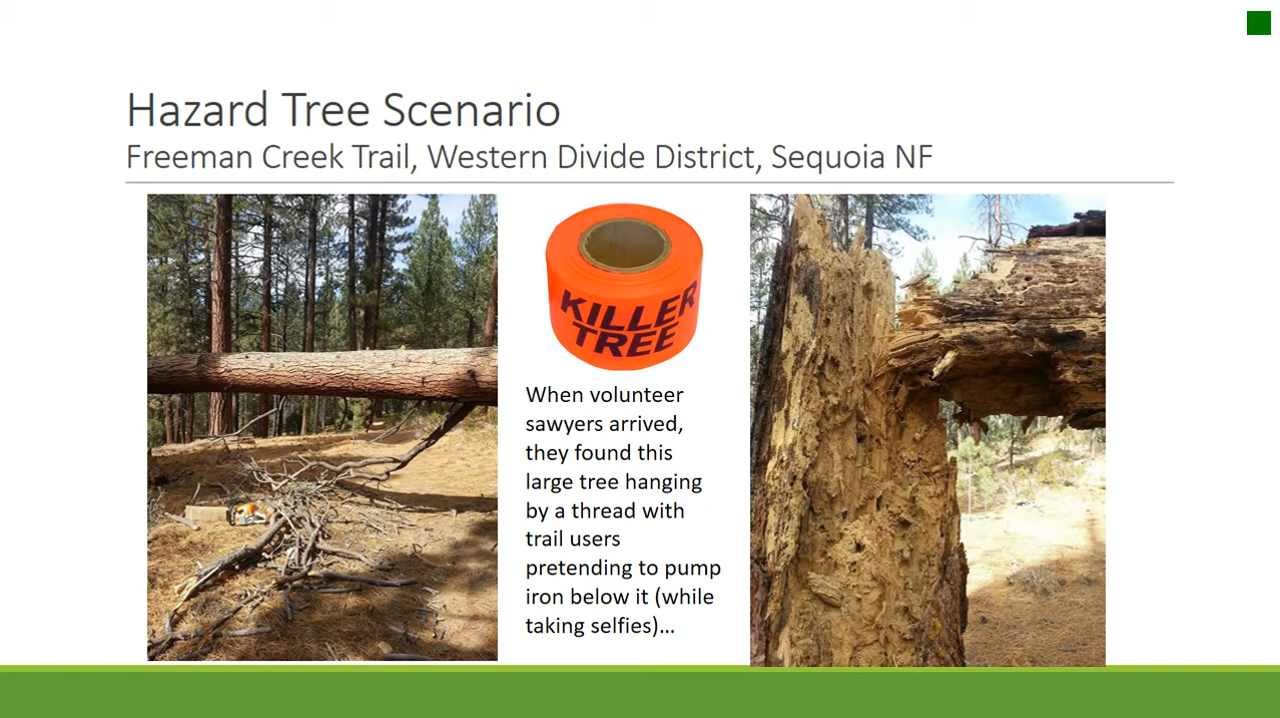 Hazard Tree Scenario
Freeman Creek Trail, Western Divide District, Sequoia NF
KILLER
TREE
When volunteer
sawyers arrived,
they found this
large tree hanging
by a thread with
trail users
pretending to pump
iron below it (while
taking selfies)...